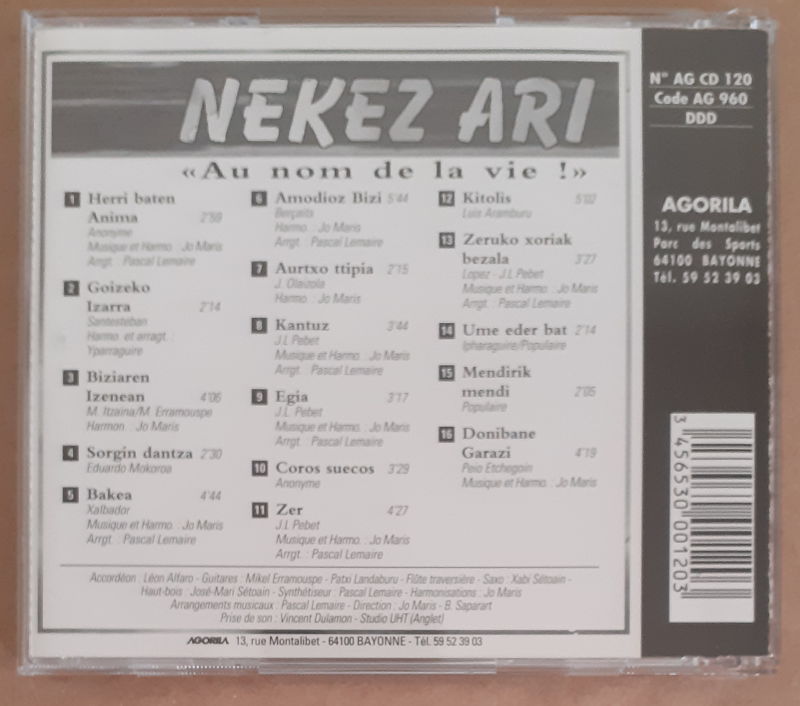 NEKEZ ARI
«Au nom de la vie !»
1 Herri baten
Anima 2'59
Anonyme
Musique et Harmo. : Jo Maris
Arrgt. : Pascal Lemaire
2 Goizeko
Izarra 2'14
Santesteban
Harmo. et arragt. :
Yparraguire
3 Biziaren
Izenean 4'06
M. Itzaina/M. Erramouspe
Harmon. : Jo Maris
4 Sorgin dantza 2'30
Eduardo Mokoroa
5 Bakea 4'44
Xalbador
Musique et Harmo. : Jo Maris
Arrgt. : Pascal Lemaire
6 Amodioz Bizi 5'44
Berçaits
Harmo. : Jo Maris
Arrgt. : Pascal Lemaire
7 Aurtxo ttipia 2'15
J. Olaizola
Harmo. : Jo Maris
8 Kantuz 3'44
J.L Pebet
Musique et Harmo. : Jo Maris
Arrgt. : Pascal Lemaire
9 Egia 3'17
J.L. Pebet
Musique et Harmo. : Jo Maris
Arrgt. : Pascal Lemaire
10 Coros suecos 3'29
Anonyme
11 Zer 4'27
J.L Pebet
Musique et Harmo. : Jo Maris
Arrgt. : Pascal Lemaire
12 Kitolis 5'02
Luis Aramburu
13 Zeruko xoriak
bezala 3'27
Lopez - J.L Pebet
Musique et Harmo. : Jo Maris
Arrgt. : Pascal Lemaire
14 Ume eder bat 2'14
Ipharaguire/Populaire
15 Mendirik
mendi 2'05
Populaire
16 Donibane
Garazi 4'19
Peio Etchegoin
Musique et Harmo. : Jo Maris
Accordéon : Léon Alfaro - Guitares : Mikel Erramouspe - Patxi Landaburu - Flûte traversière - Saxo : Xabi Sétoain -
Haut-bois : José-Mari Sétoain - Synthétiseur : Pascal Lemaire - Harmonisations : Jo Maris
Arrangements musicaux : Pascal Lemaire - Direction : Jo Maris - B. Saparart
Prise de son : Vincent Dulamon - Studio UHT (Anglet)
AGORILA 13, rue Montalibet - 64100 BAYONNE - Tél. 59 52 39 03
N° AG CD 120
Code AG 960
DDD
AGORILA
13, rue Montalibet
Parc des Sports
64100 BAYONNE
Tél. 59 52 39 03
3 456530 001203